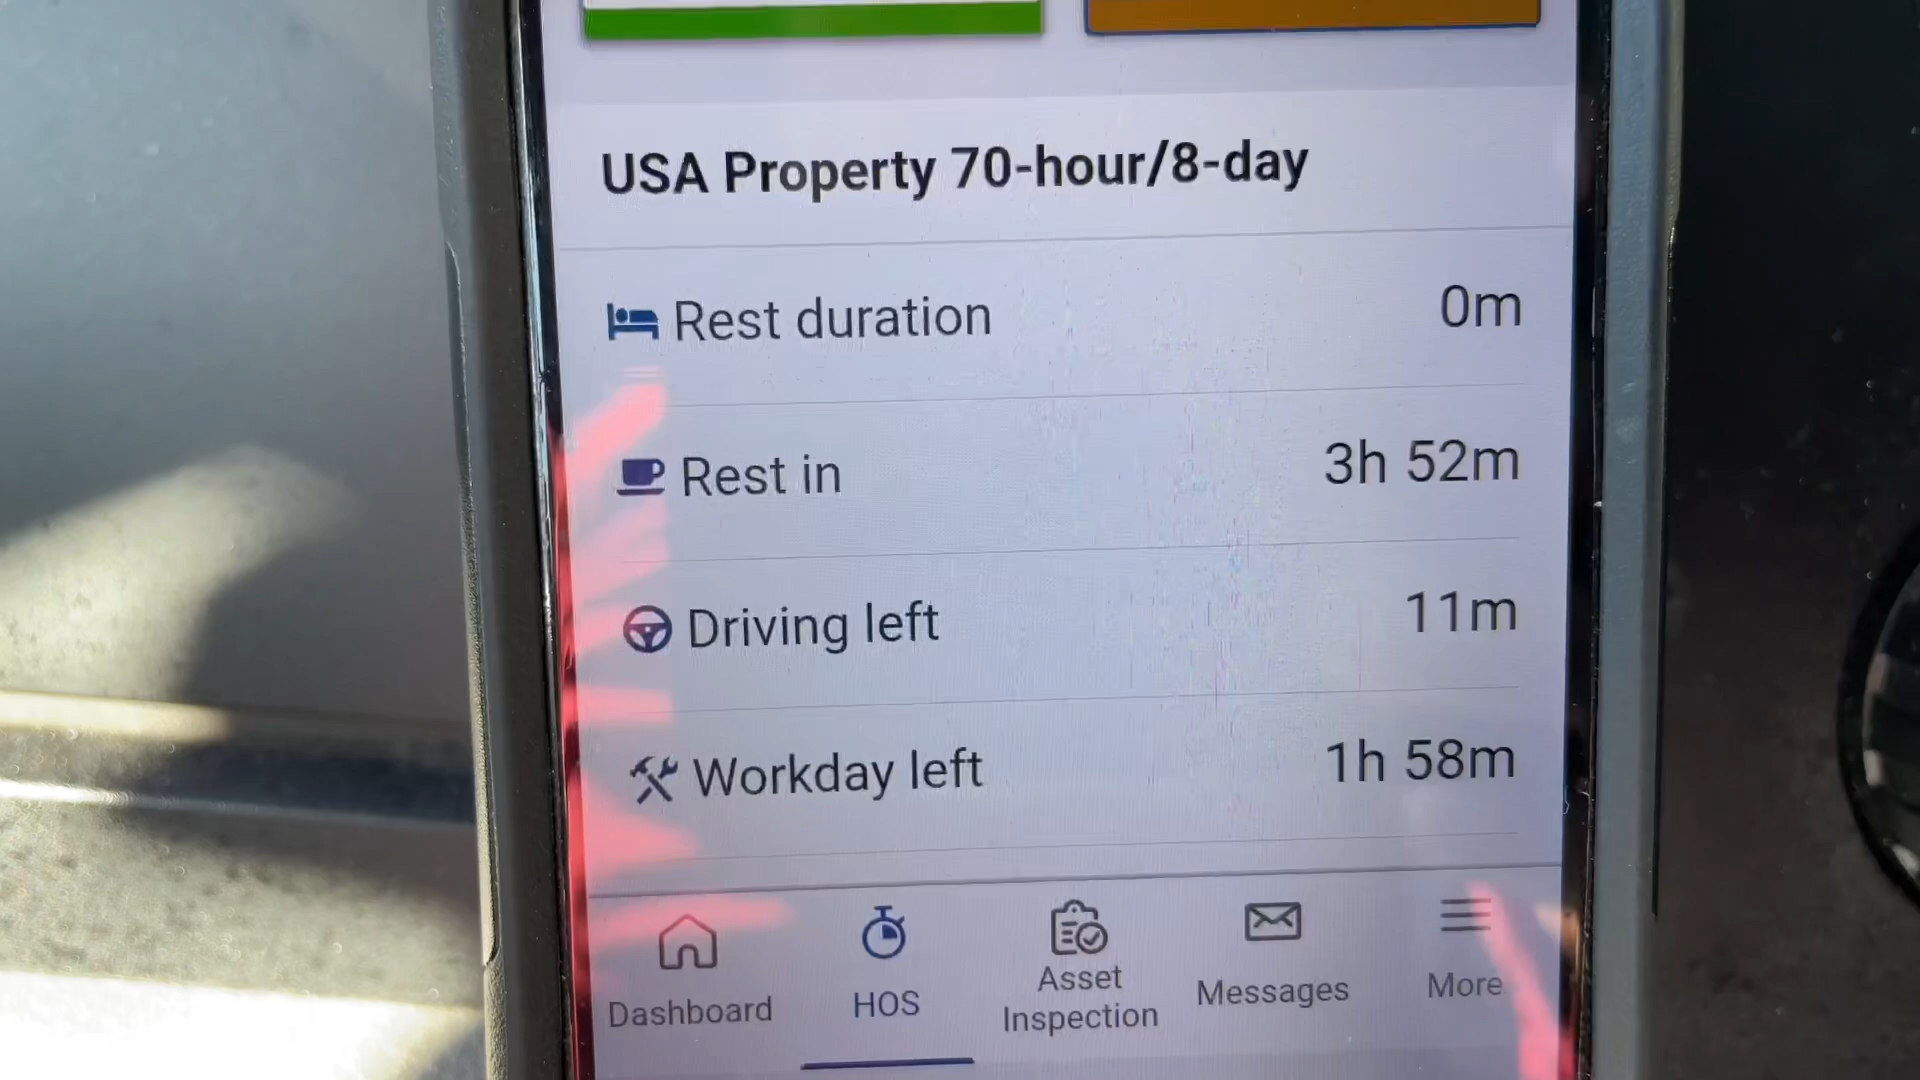 USA Property 70-hour/8-day
Rest duration 0m
Rest in 3h 52m
Driving left 11m
Workday left 1h 58m
Dashboard
HOS
Asset
Inspection
Messages
More